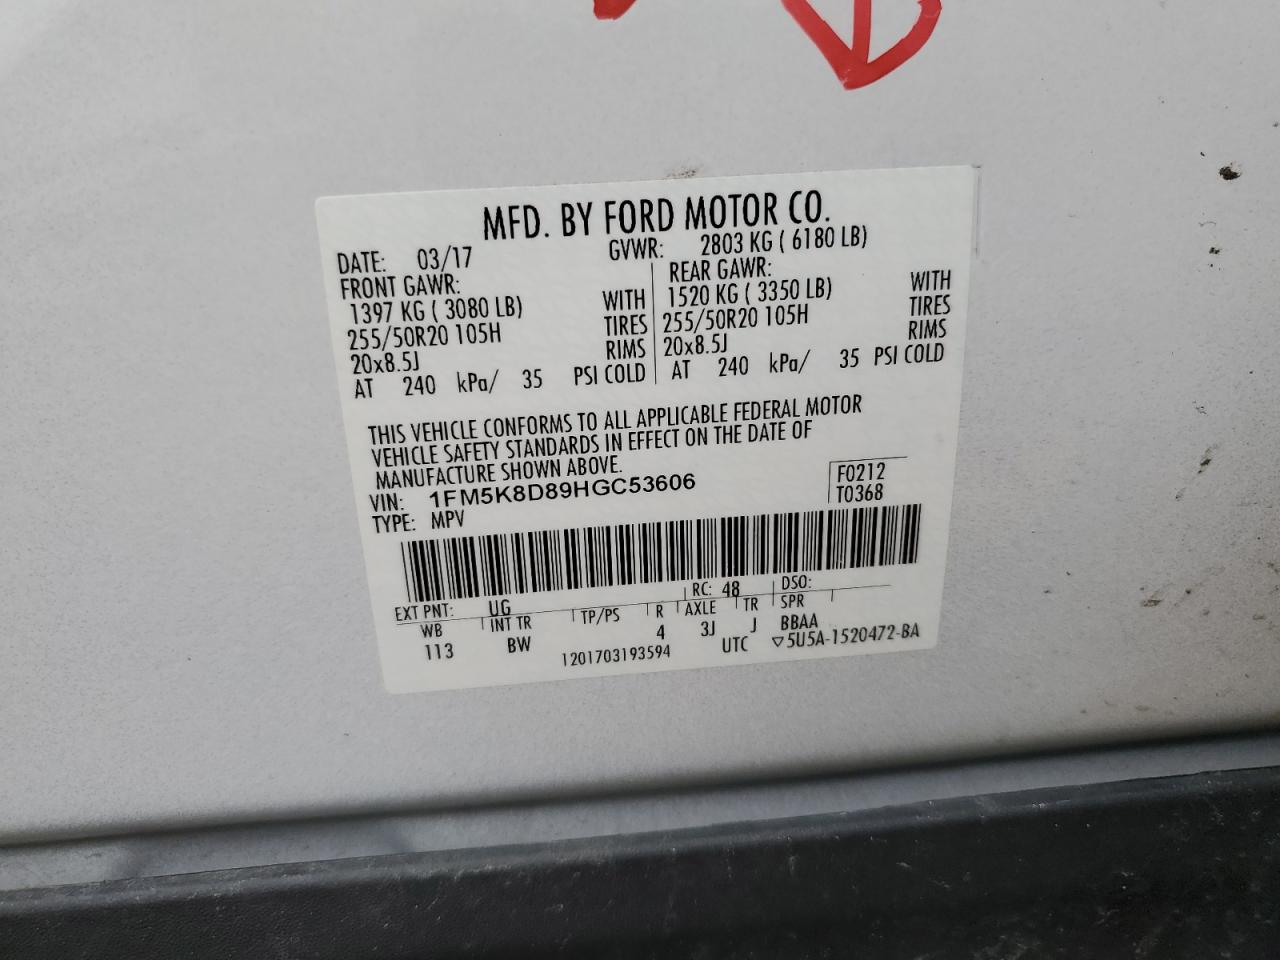 MFD. BY FORD MOTOR CO.
DATE: 03/17 GVWR: 2803 KG ( 6180 LB)
FRONT GAWR: REAR GAWR:
1397 KG ( 3080 LB) WITH 1520 KG ( 3350 LB) WITH
255/50R20 105H TIRES 255/50R20 105H TIRES
20x8.5J RIMS 20x8.5J RIMS
AT 240 kPa/ 35 PSI COLD AT 240 kPa/ 35 PSI COLD
THIS VEHICLE CONFORMS TO ALL APPLICABLE FEDERAL MOTOR
VEHICLE SAFETY STANDARDS IN EFFECT ON THE DATE OF
MANUFACTURE SHOWN ABOVE.
VIN: 1FM5K8D89HGC53606 F0212
TYPE: MPV T0368
EXT PNT: UG RC: 48 DSO:
WB INT TR TP/PS R AXLE TR SPR
113 BW 4 3J J BBAA
1201703193594 UTC ▽5U5A-1520472-BA